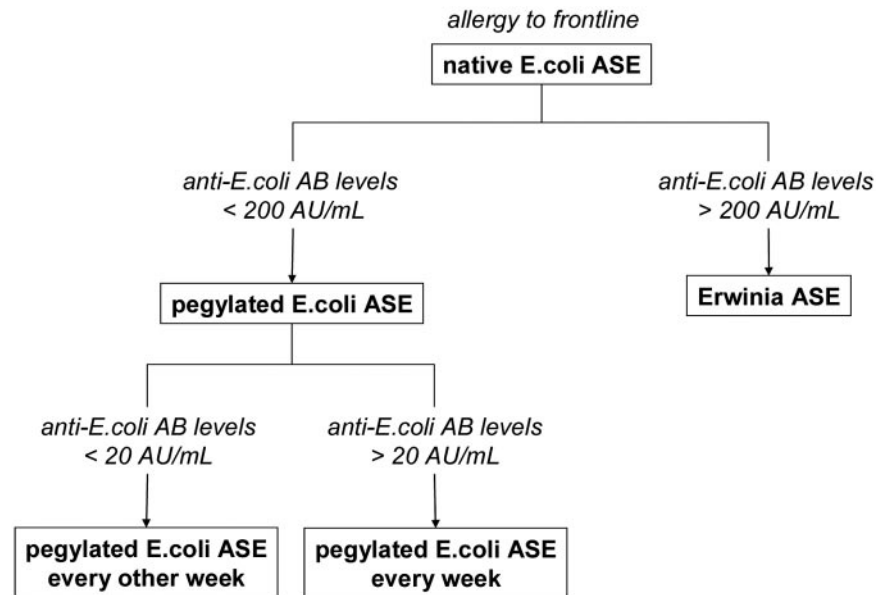 allergy to frontline
native E.coli ASE
anti-E.coli AB levels
< 200 AU/mL
anti-E.coli AB levels
> 200 AU/mL
pegylated E.coli ASE
Erwinia ASE
anti-E.coli AB levels
< 20 AU/mL
anti-E.coli AB levels
> 20 AU/mL
pegylated E.coli ASE
every other week
pegylated E.coli ASE
every week